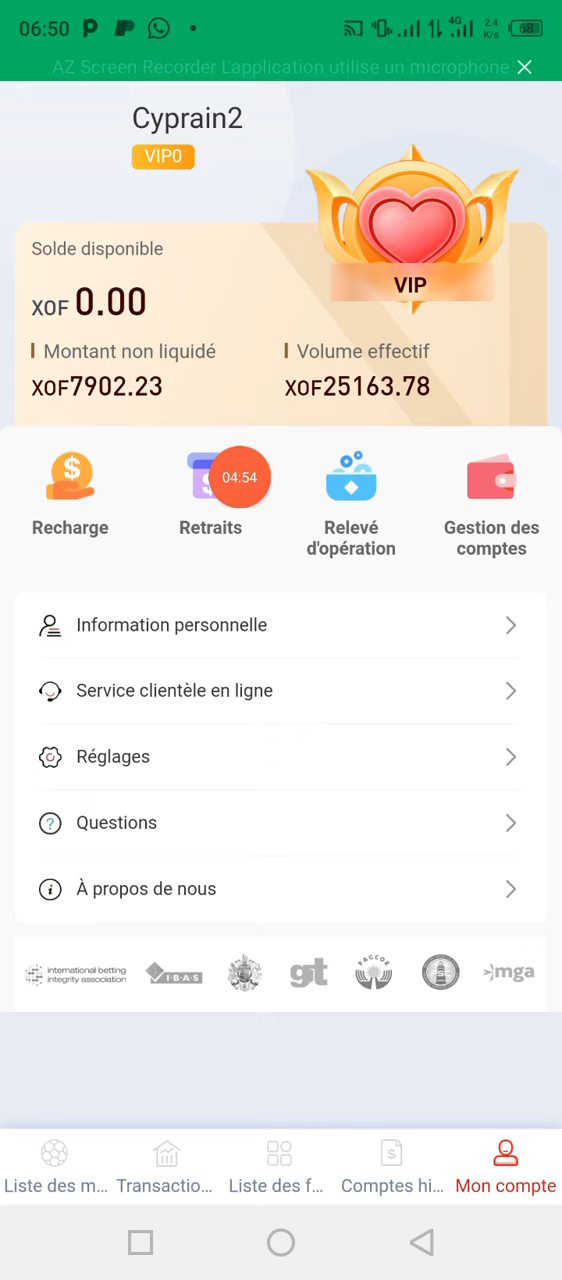 06:50
4G
2,4
K/s
68
AZ Screen Recorder L'application utilise un microphone
Cyprain2
VIP0
Solde disponible
VIP
XOF 0.00
Montant non liquidé
Volume effectif
XOF7902.23
XOF25163.78
04:54
Recharge
Retraits
Relevé
d'opération
Gestion des
comptes
Information personnelle
Service clientèle en ligne
Réglages
Questions
À propos de nous
international betting
integrity association
I·B·A·S
gt
PAGCOR
mga
Liste des m...
Transactio...
Liste des f...
Comptes hi...
Mon compte